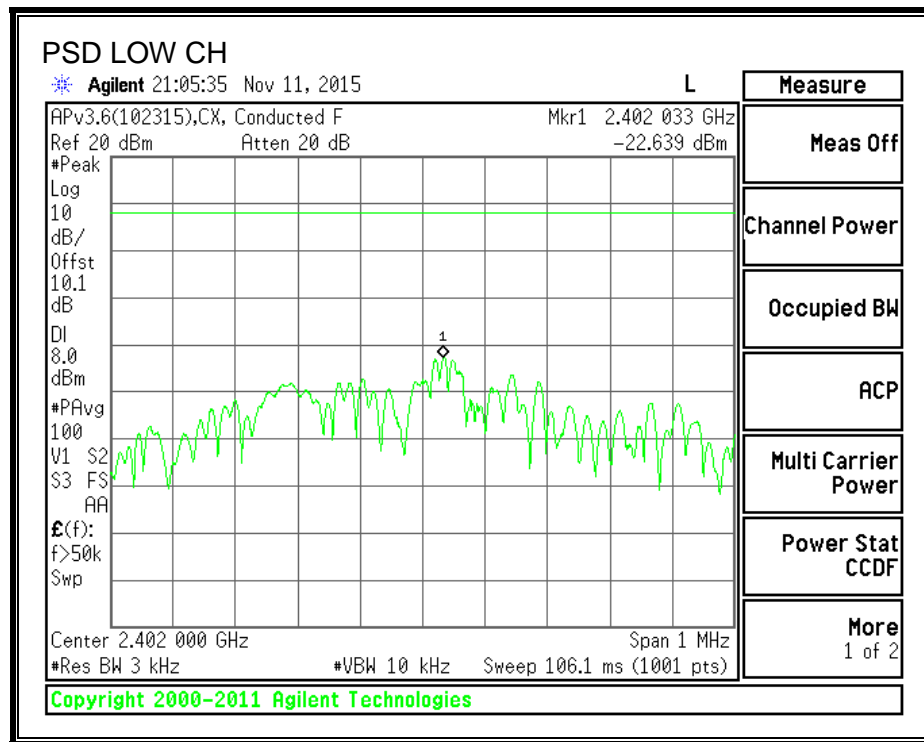 PSD LOW CH
Agilent 21:05:35 Nov 11, 2015 L
APv3.6(102315),CX, Conducted F Mkr1 2.402 033 GHz
Ref 20 dBm Atten 20 dB -22.639 dBm
#Peak
Log
10
dB/
Offst
10.1
dB
DI
8.0
dBm
#PAvg
100
V1 S2
S3 FS
AA
£(f):
f>50k
Swp
1
Center 2.402 000 GHz Span 1 MHz
#Res BW 3 kHz #VBW 10 kHz Sweep 106.1 ms (1001 pts)
Copyright 2000-2011 Agilent Technologies
Measure
Meas Off
Channel Power
Occupied BW
ACP
Multi Carrier
Power
Power Stat
CCDF
More
1 of 2